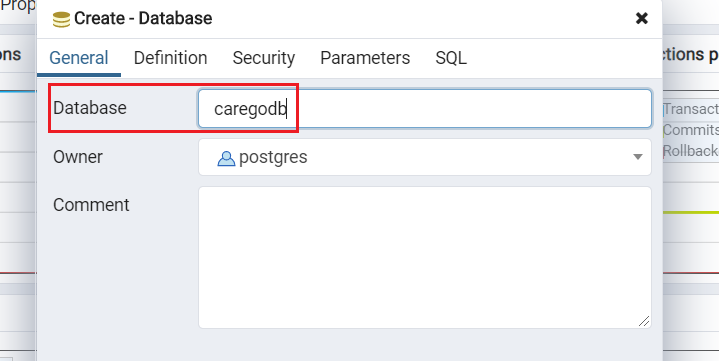 Prop
Create - Database
ons
ctions p
General Definition Security Parameters SQL
Database caregodb
Transact
Commits
Rollback
Owner postgres
Comment